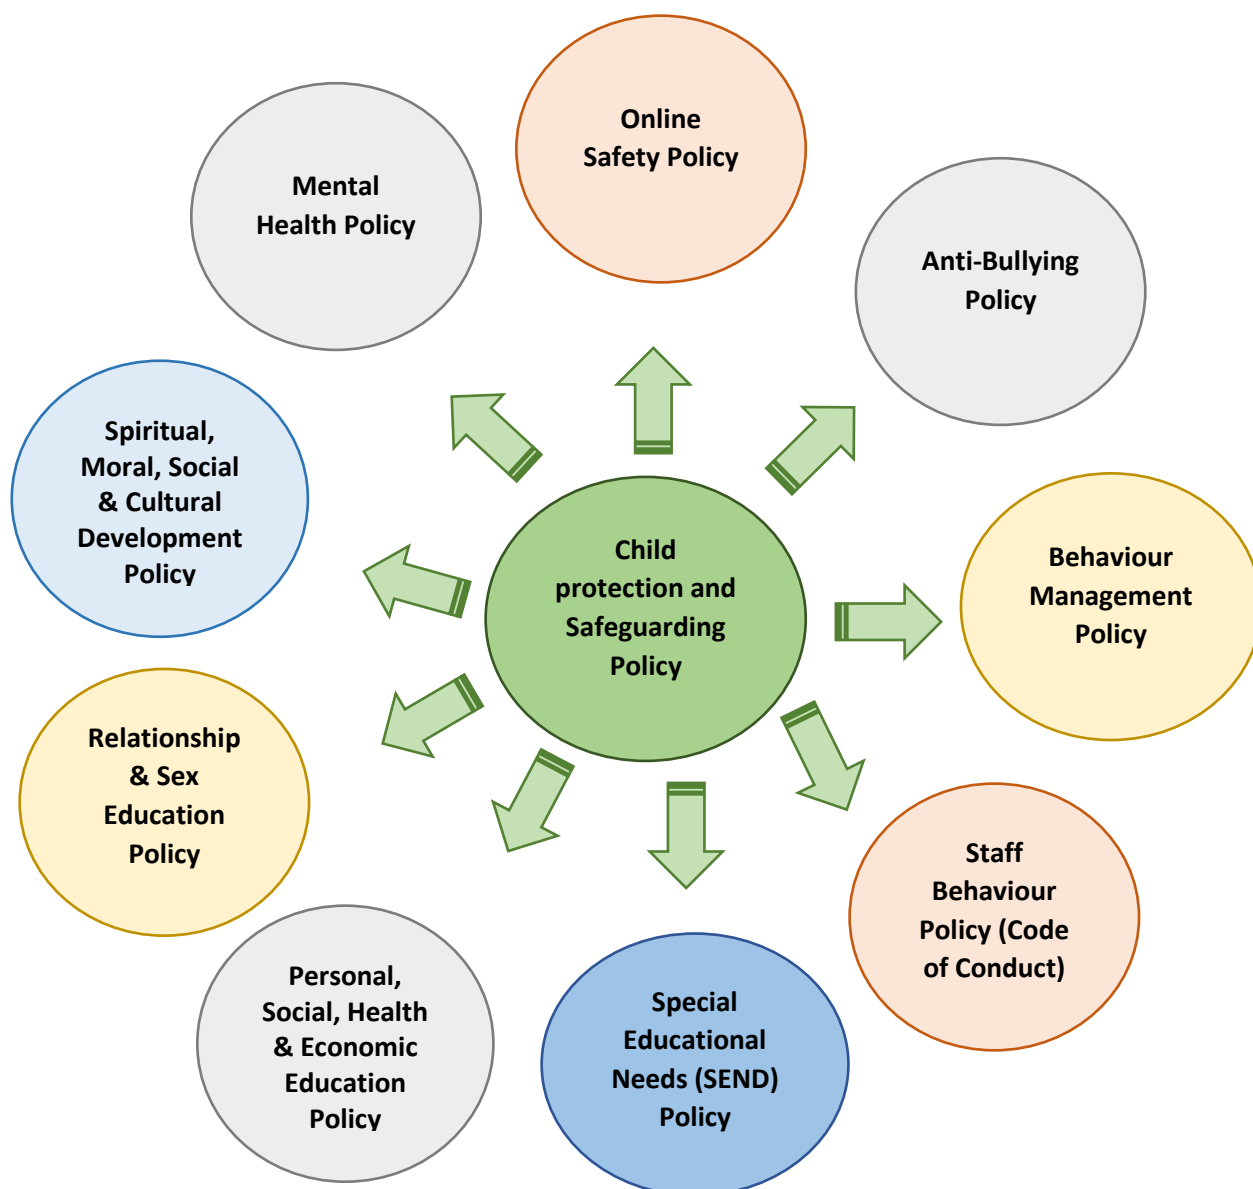 Online
Safety Policy
Mental
Health Policy
Anti-Bullying
Policy
Spiritual,
Moral, Social
& Cultural
Development
Policy
Child
protection and
Safeguarding
Policy
Behaviour
Management
Policy
Relationship
& Sex
Education
Policy
Staff
Behaviour
Policy (Code
of Conduct)
Personal,
Social, Health
& Economic
Education
Policy
Special
Educational
Needs (SEND)
Policy